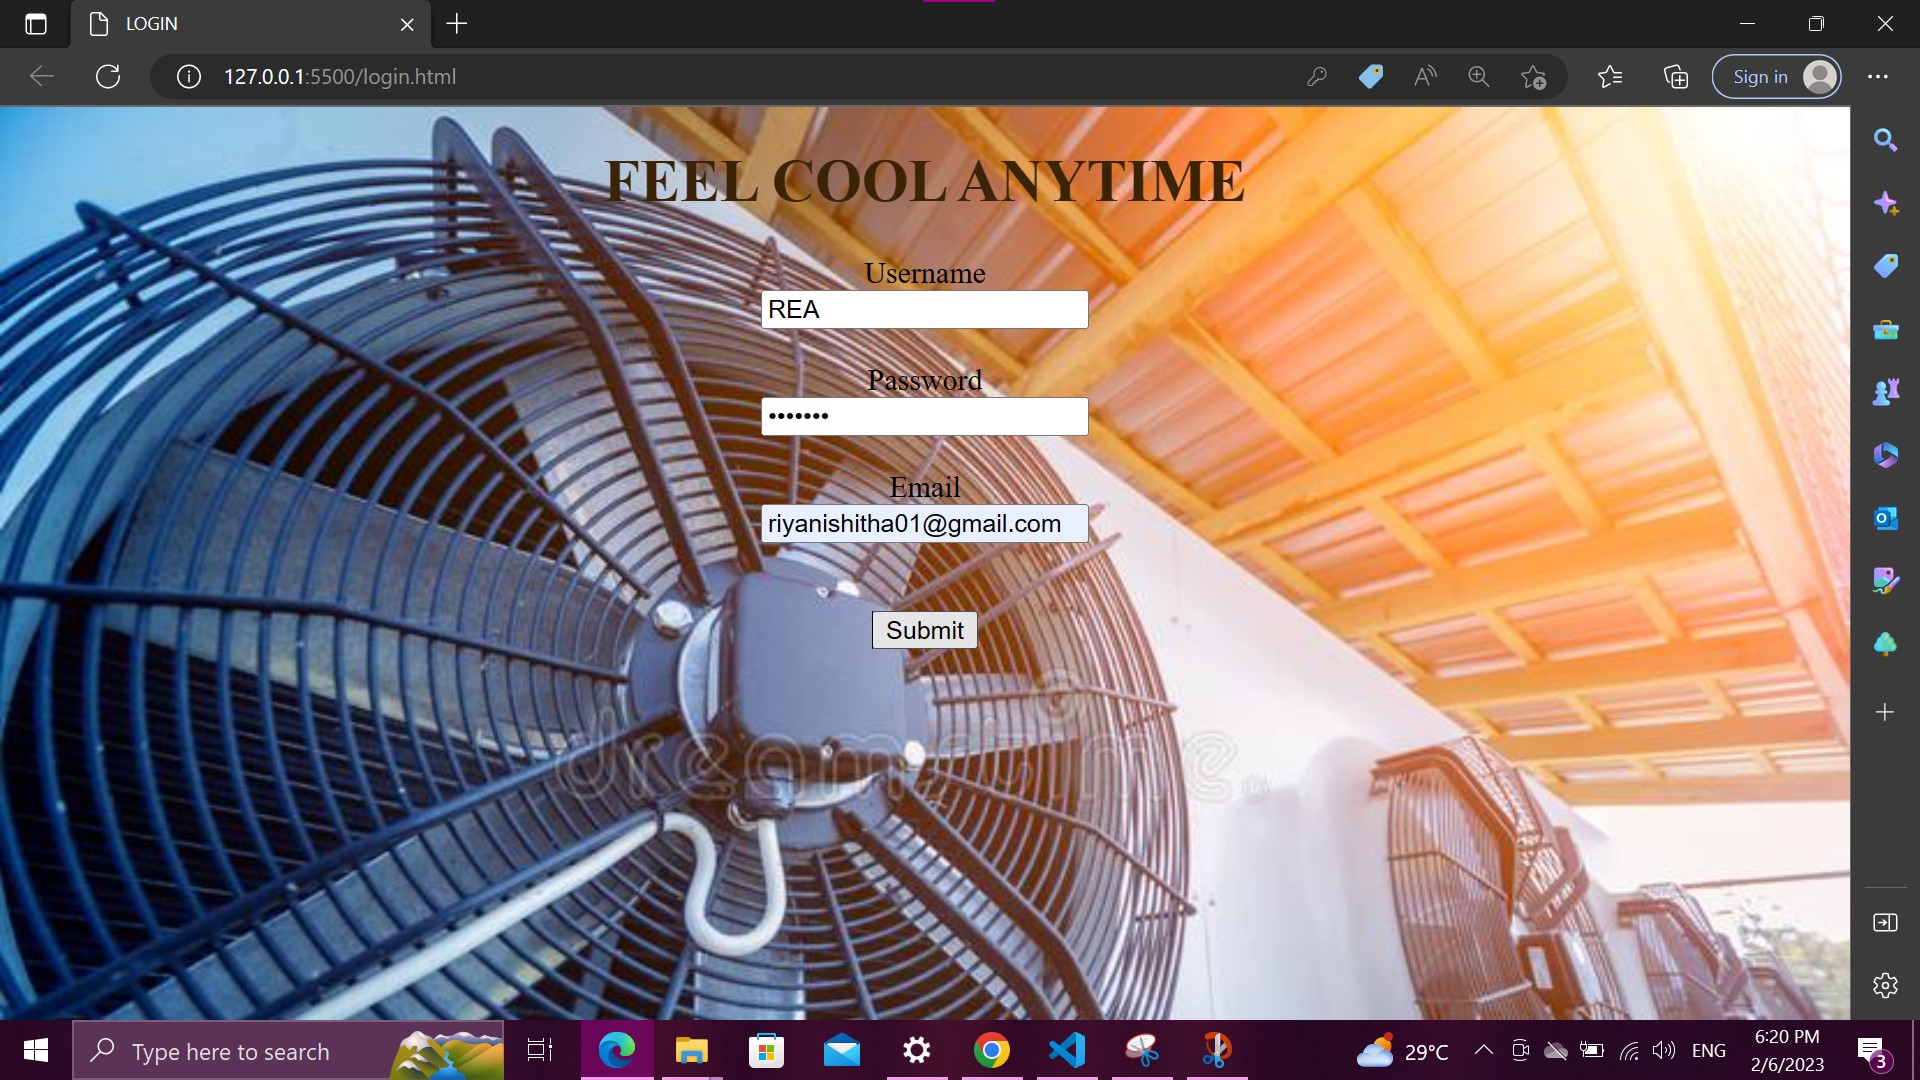 LOGIN
127.0.0.1:5500/login.html
Sign in
FEEL COOL ANYTIME
Username
REA
Password
•••••••
Email
riyanishitha01@gmail.com
Submit
dreamstime.
Type here to search
29°C
ENG
6:20 PM
2/6/2023
3